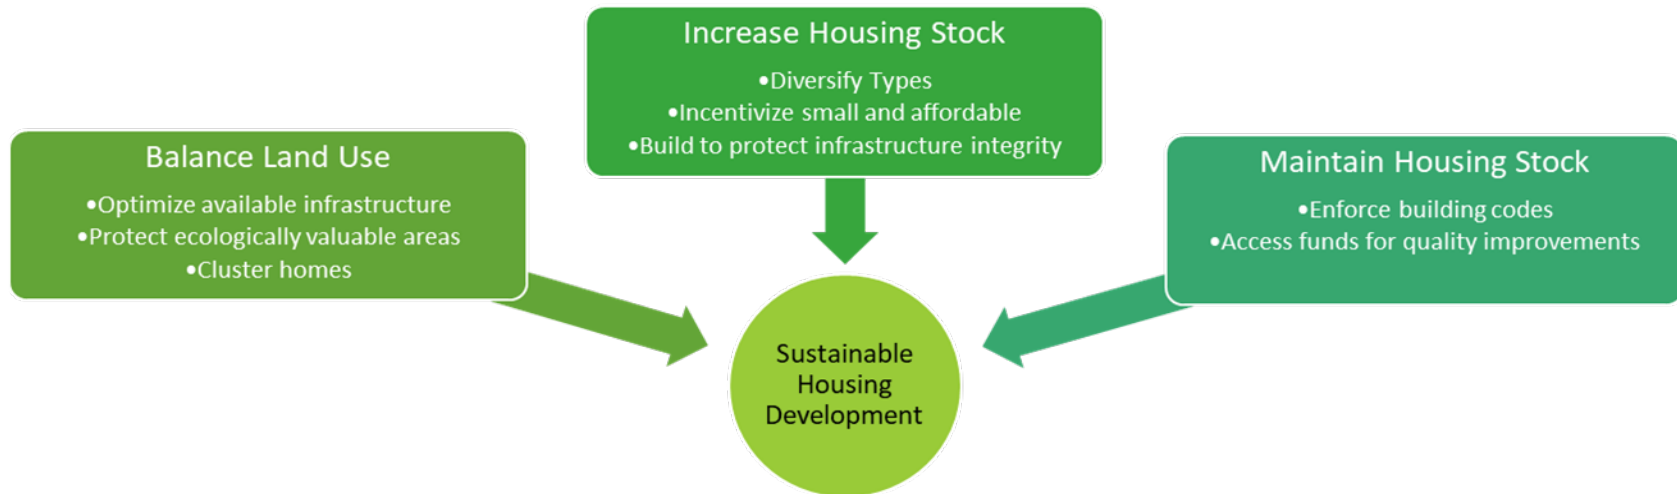 Increase Housing Stock
•Diversify Types
•Incentivize small and affordable
•Build to protect infrastructure integrity
Balance Land Use
•Optimize available infrastructure
•Protect ecologically valuable areas
•Cluster homes
Maintain Housing Stock
•Enforce building codes
•Access funds for quality improvements
Sustainable
Housing
Development